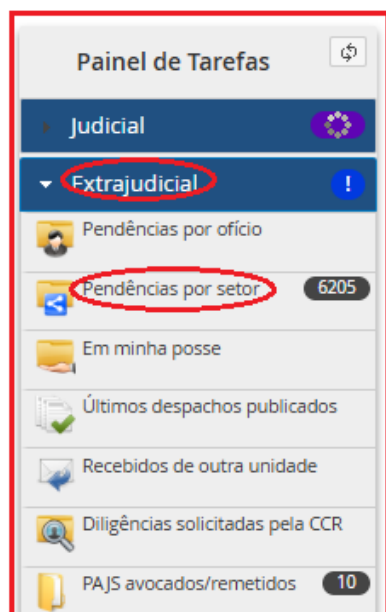 Painel de Tarefas
Judicial
Extrajudicial !
Pendências por ofício
Pendências por setor 6205
Em minha posse
Últimos despachos publicados
Recebidos de outra unidade
Diligências solicitadas pela CCR
PAJS avocados/remetidos 10